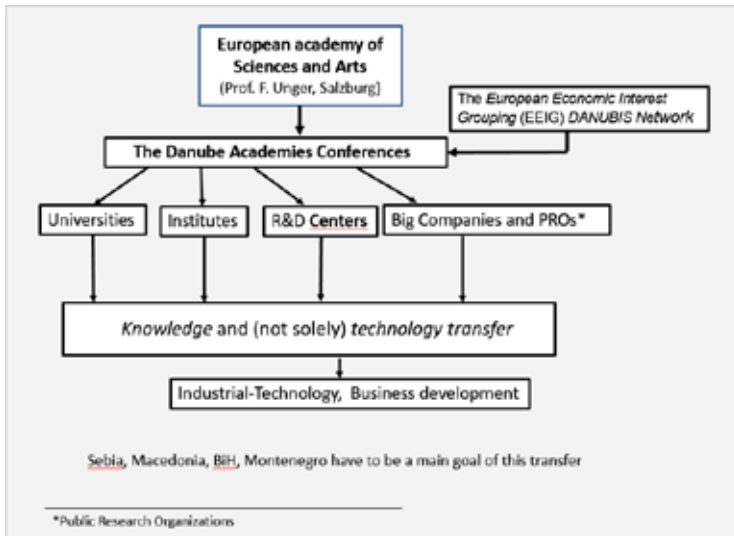 European academy of
Sciences and Arts
(Prof. F. Unger, Salzburg)
The European Economic Interest
Grouping (EEIG) DANUBIS Network
The Danube Academies Conferences
Universities
Institutes
R&D Centers
Big Companies and PROs*
Knowledge and (not solely) technology transfer
Industrial-Technology, Business development
Sebia, Macedonia, BiH, Montenegro have to be a main goal of this transfer
*Public Research Organizations